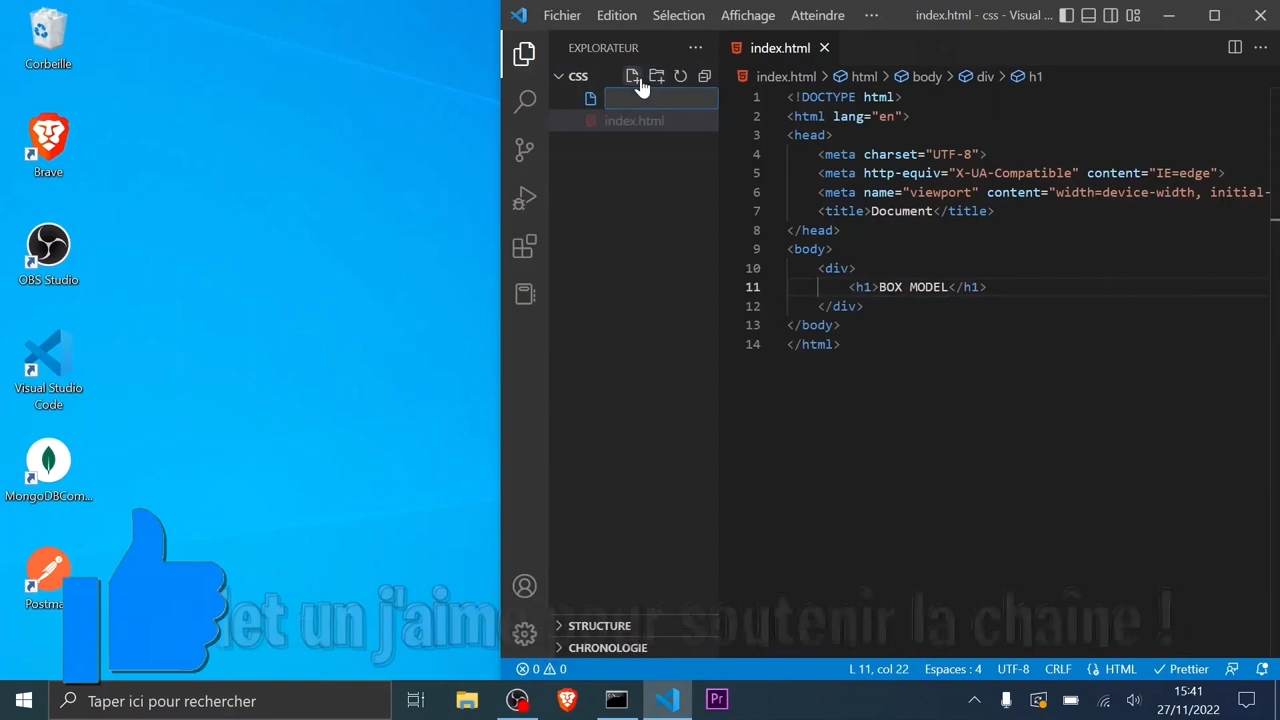 Corbeille
Brave
OBS Studio
Visual Studio
Code
MongoDBCom...
Postma
Fichier Edition Sélection Affichage Atteindre ··· index.html - css - Visual ...
EXPLORATEUR ···
CSS
index.html
index.html
index.html > html > body > div > h1
1 <!DOCTYPE html>
2 <html lang="en">
3 <head>
4 <meta charset="UTF-8">
5 <meta http-equiv="X-UA-Compatible" content="IE=edge">
6 <meta name="viewport" content="width=device-width, initial-
7 <title>Document</title>
8 </head>
9 <body>
10 <div>
11 <h1>BOX MODEL</h1>
12 </div>
13 </body>
14 </html>
STRUCTURE
CHRONOLOGIE
et un j'aime pour soutenir la chaîne !
0 0 L 11, col 22 Espaces : 4 UTF-8 CRLF HTML Prettier
Taper ici pour rechercher
Pr
15:41
27/11/2022